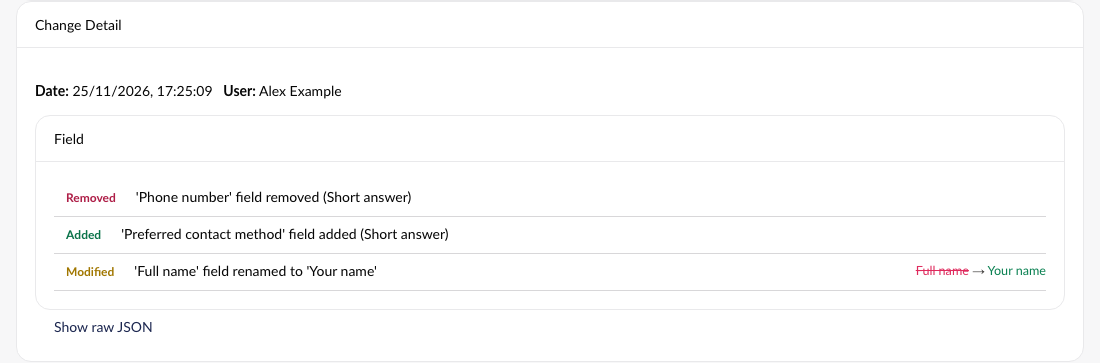 Change Detail
Date: 25/11/2026, 17:25:09 User: Alex Example
Field
Removed 'Phone number' field removed (Short answer)
Added 'Preferred contact method' field added (Short answer)
Modified 'Full name' field renamed to 'Your name' Full name → Your name
Show raw JSON